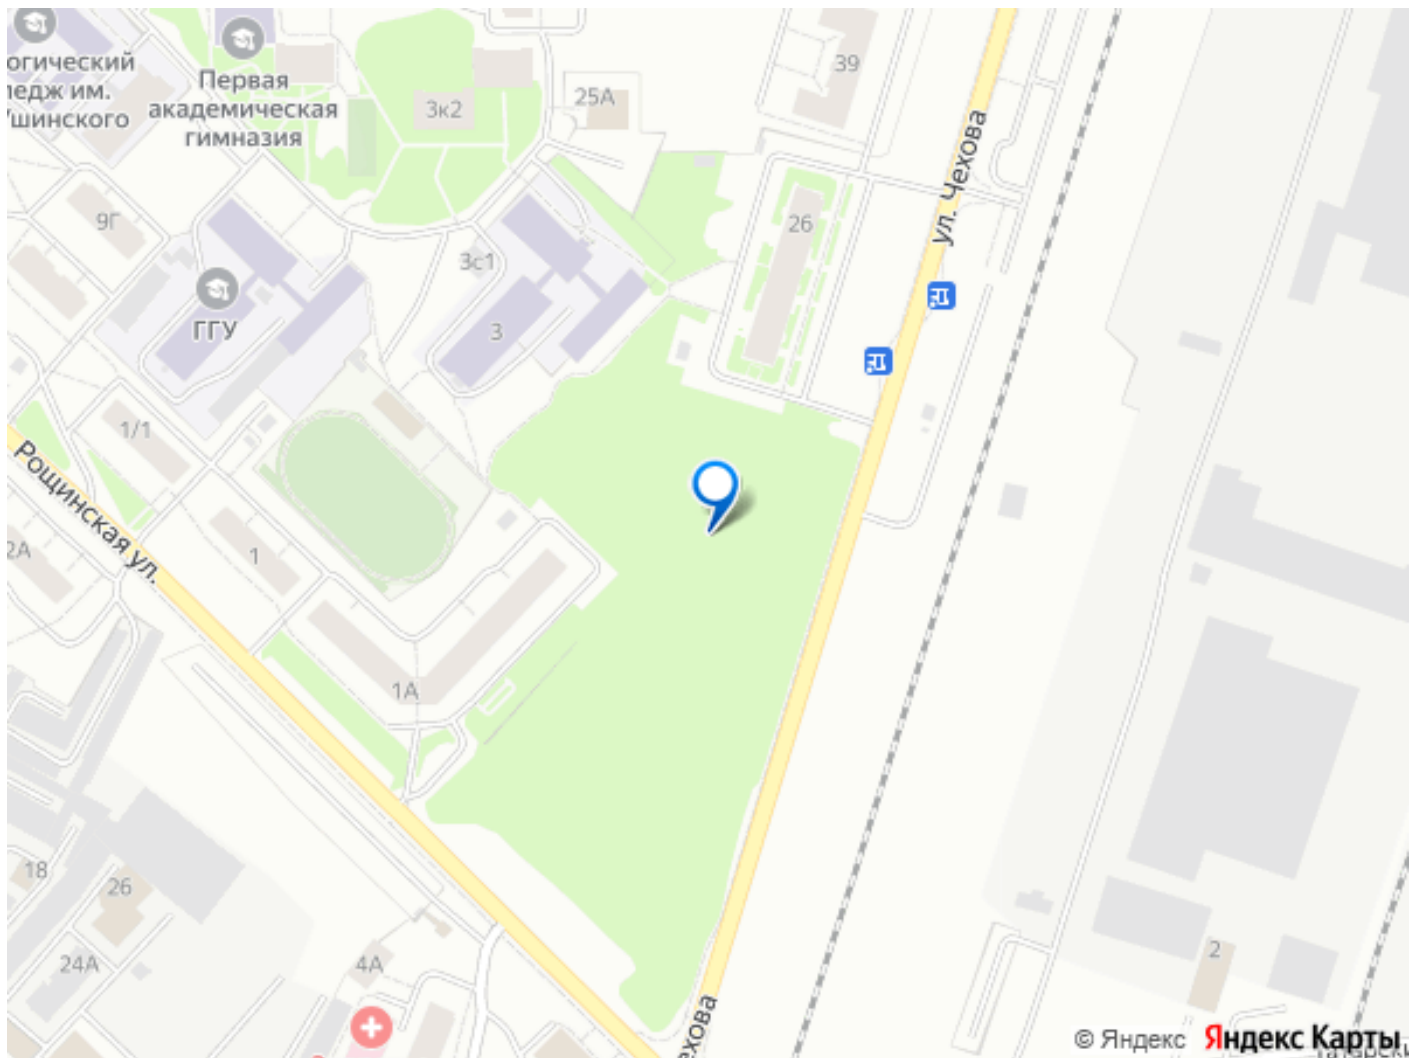 огический
ледж им.
Ушинского
Первая
академическая
гимназия
3к2
25А
39
ул. Чехова
9Г
26
3с1
ГГУ
3
1/1
Рощинская ул.
2А
1
1А
18
26
24А
4А
ехова
2
© Яндекс Яндекс Карты